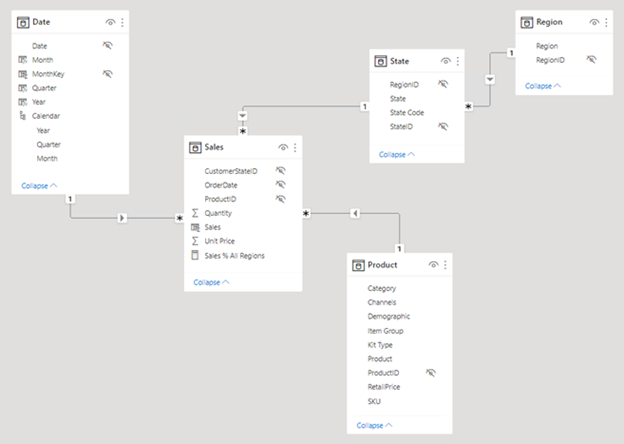 Date
Date
Month
MonthKey
Quarter
Year
Calendar
Year
Quarter
Month
Collapse
1
*
Sales
CustomerStateID
OrderDate
ProductID
Quantity
Sales
Unit Price
Sales % All Regions
Collapse
*
*
1
State
RegionID
State
State Code
StateID
Collapse
*
1
Region
Region
RegionID
Collapse
1
Product
Category
Channels
Demographic
Item Group
Kit Type
Product
ProductID
RetailPrice
SKU
Collapse